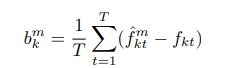 $b_k^m = \frac{1}{T} \sum_{t=1}^{T} (\hat{f}_{kt}^m - f_{kt})$